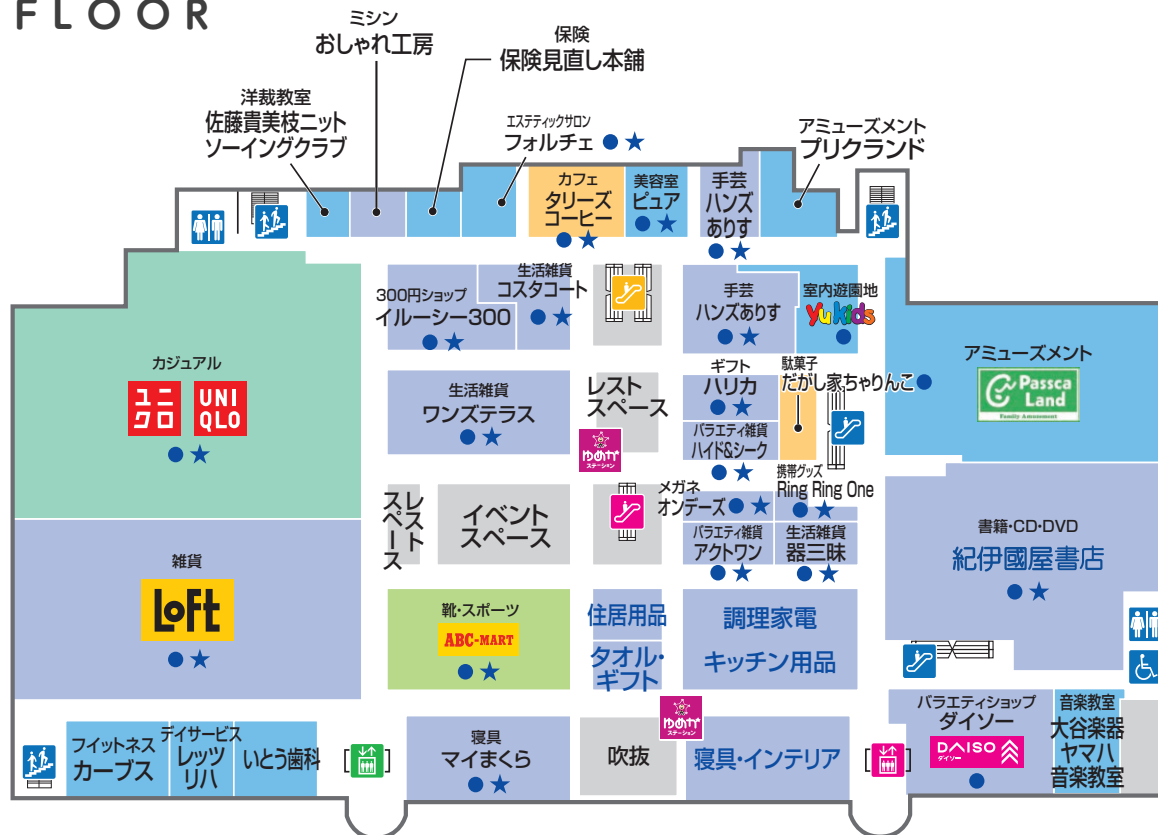 FLOOR
ミシン
おしゃれ工房
保険
保険見直し本舗
洋裁教室
佐藤貴美枝ニット
ソーイングクラブ
エステティックサロン
フォルチェ ●★
アミューズメント
プリクランド
カフェ
タリーズ
コーヒー
●★
美容室
ピュア
●★
手芸
ハンズ
ありす
●★
300円ショップ
イルーシー300
●★
生活雑貨
コスタコート
●★
手芸
ハンズありす
●★
室内遊園地
YuKids
●
カジュアル
ユニ
クロ
UNI
QLO
●★
生活雑貨
ワンズテラス
●★
レスト
スペース
ゆめか
ステーション
ギフト
ハリカ
●★
駄菓子
だがし家ちゃりんこ●
バラエティ雑貨
ハイド&シーク
●★
アミューズメント
Passca
Land
Family Amusement
レスト
スペース
イベント
スペース
メガネ
オンデーズ●★
携帯グッズ
Ring Ring One
●★
バラエティ雑貨
アクトワン
●★
生活雑貨
器三昧
●★
書籍・CD・DVD
紀伊國屋書店
●★
雑貨
LoFt
●★
靴・スポーツ
ABC-MART
●★
住居用品
タオル・
ギフト
調理家電
キッチン用品
フイットネス
カーブス
デイサービス
レッツ
リハ
いとう歯科
寝具
マイまくら
●★
吹抜
ゆめか
ステーション
寝具・インテリア
バラエティショップ
ダイソー
DAISO
ダイソー
●
音楽教室
大谷楽器
ヤマハ
音楽教室